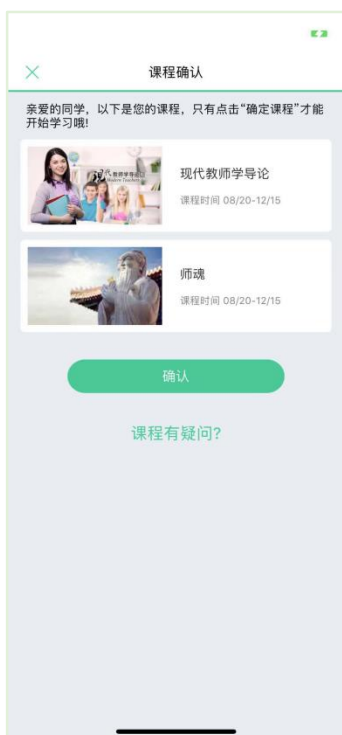 课程确认
亲爱的同学，以下是您的课程，只有点击“确定课程”才能
开始学习哦!
现代教师学导论
课程时间 08/20-12/15
师魂
课程时间 08/20-12/15
确认
课程有疑问?